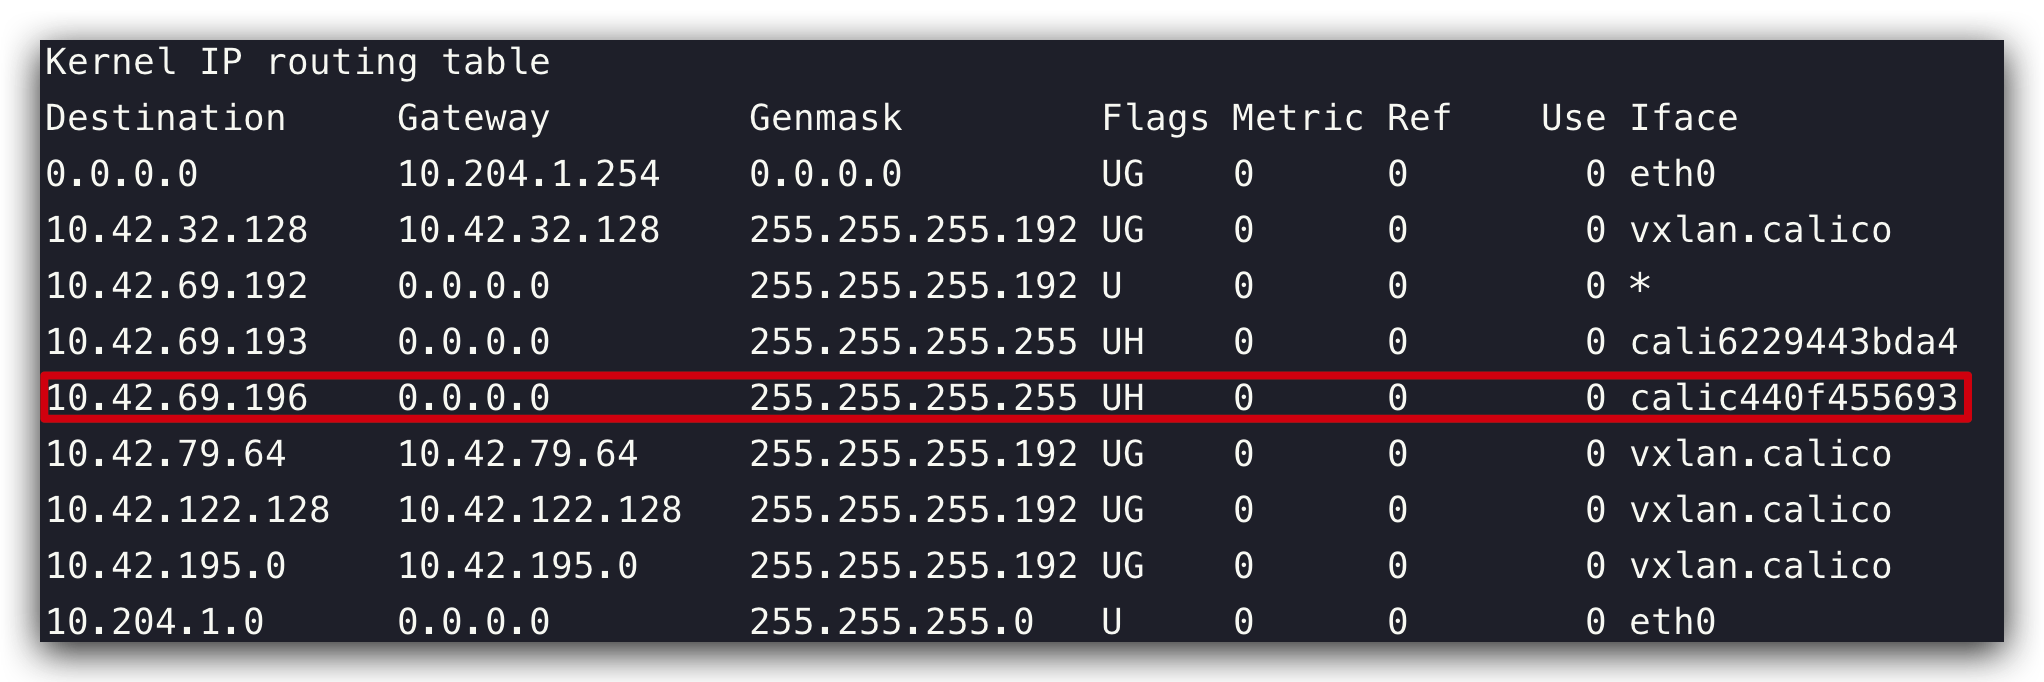 Kernel IP routing table
Destination     Gateway         Genmask         Flags Metric Ref    Use Iface
0.0.0.0         10.204.1.254    0.0.0.0         UG    0      0        0 eth0
10.42.32.128    10.42.32.128    255.255.255.192 UG    0      0        0 vxlan.calico
10.42.69.192    0.0.0.0         255.255.255.192 U     0      0        0 *
10.42.69.193    0.0.0.0         255.255.255.255 UH    0      0        0 cali6229443bda4
10.42.69.196    0.0.0.0         255.255.255.255 UH    0      0        0 calic440f455693
10.42.79.64     10.42.79.64     255.255.255.192 UG    0      0        0 vxlan.calico
10.42.122.128   10.42.122.128   255.255.255.192 UG    0      0        0 vxlan.calico
10.42.195.0     10.42.195.0     255.255.255.192 UG    0      0        0 vxlan.calico
10.204.1.0      0.0.0.0         255.255.255.0   U     0      0        0 eth0